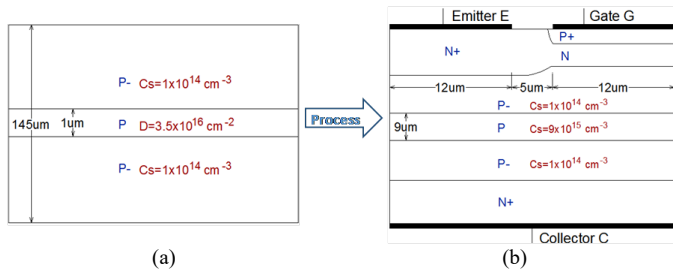 P- Cs=1x10^14 cm^-3
145um
1um
P D=3.5x10^16 cm^-2
P- Cs=1x10^14 cm^-3
(a)
Process
Emitter E
Gate G
P+
N+
N
12um
5um
12um
P- Cs=1x10^14 cm^-3
9um
P Cs=9x10^15 cm^-3
P- Cs=1x10^14 cm^-3
N+
Collector C
(b)